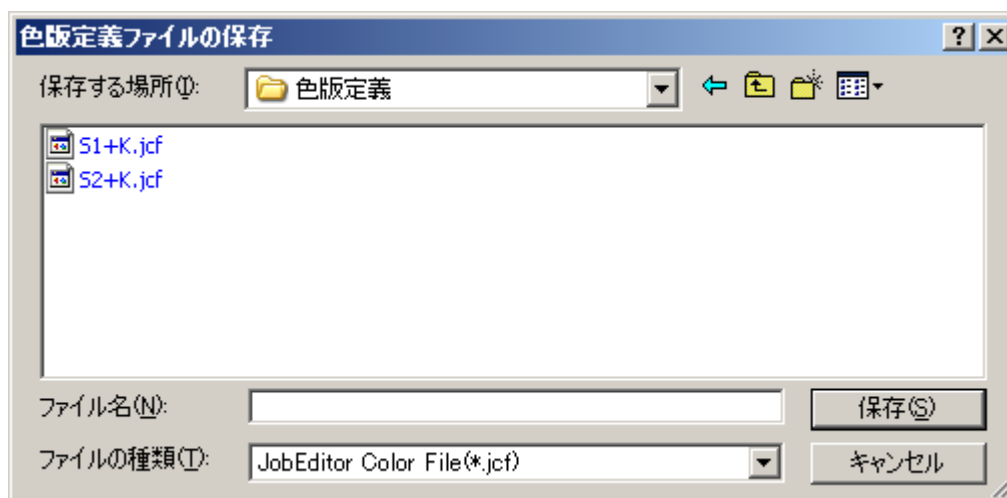 色版定義ファイルの保存
保存する場所(I): 色版定義
S1+K.jcf
S2+K.jcf
ファイル名(N): 保存(S)
ファイルの種類(T): JobEditor Color File(*.jcf) キャンセル